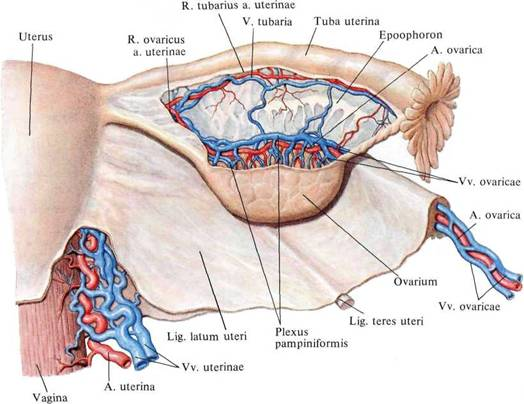 R. tubarius a. uterinae
V. tubaria
Tuba uterina
Uterus
R. ovaricus
a. uterinae
Epoophoron
A. ovarica
Vv. ovaricae
A. ovarica
Ovarium
Vv. ovaricae
Lig. teres uteri
Lig. latum uteri
Plexus
pampiniformis
Vv. uterinae
A. uterina
Vagina